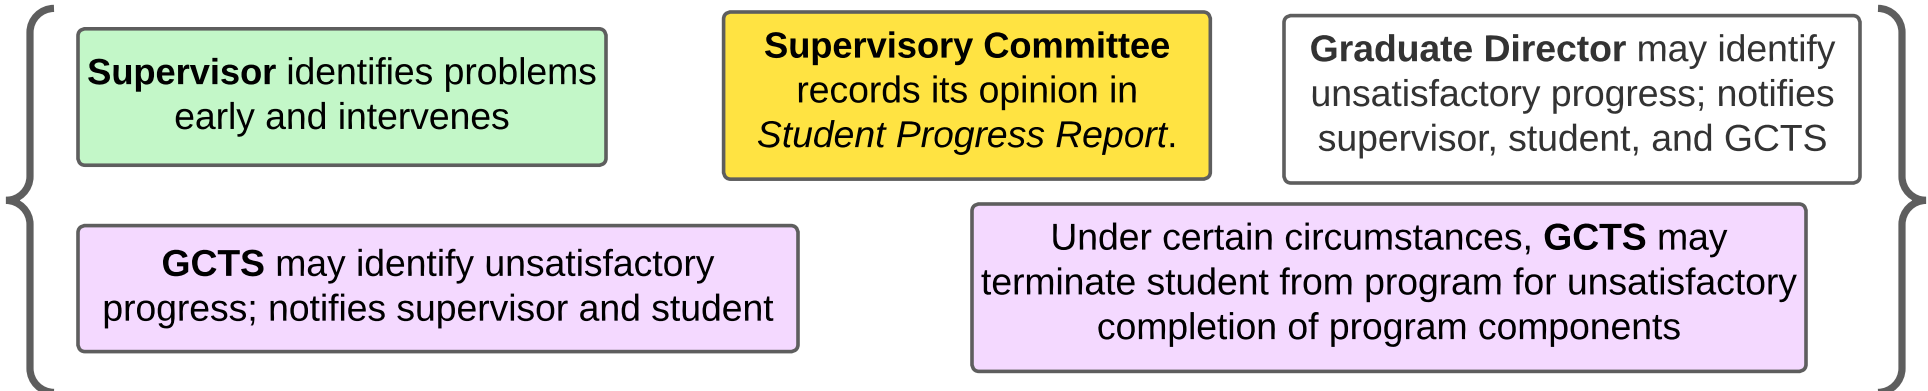 Supervisor identifies problems
early and intervenes
Supervisory Committee
records its opinion in
Student Progress Report.
Graduate Director may identify
unsatisfactory progress; notifies
supervisor, student, and GCTS
GCTS may identify unsatisfactory
progress; notifies supervisor and student
Under certain circumstances, GCTS may
terminate student from program for unsatisfactory
completion of program components